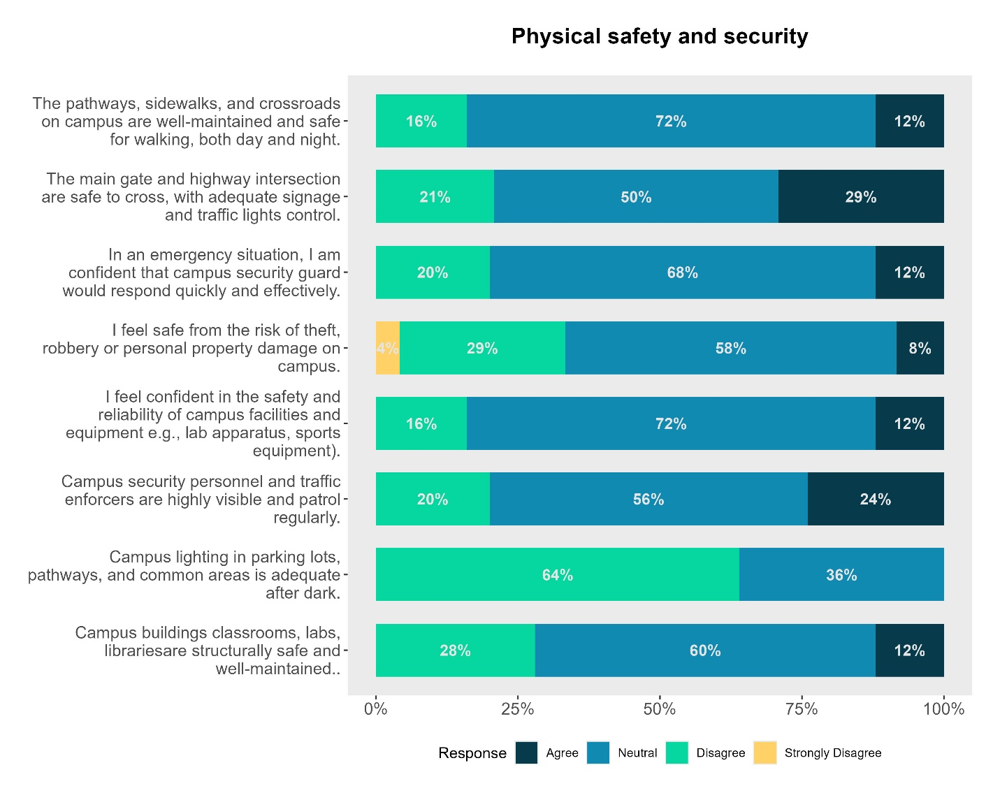 Physical safety and security
The pathways, sidewalks, and crossroads
on campus are well-maintained and safe
for walking, both day and night.
16% 72% 12%
The main gate and highway intersection
are safe to cross, with adequate signage
and traffic lights control.
21% 50% 29%
In an emergency situation, I am
confident that campus security guard
would respond quickly and effectively.
20% 68% 12%
I feel safe from the risk of theft,
robbery or personal property damage on
campus.
4% 29% 58% 8%
I feel confident in the safety and
reliability of campus facilities and
equipment e.g., lab apparatus, sports
equipment).
16% 72% 12%
Campus security personnel and traffic
enforcers are highly visible and patrol
regularly.
20% 56% 24%
Campus lighting in parking lots,
pathways, and common areas is adequate
after dark.
64% 36%
Campus buildings classrooms, labs,
librariesare structurally safe and
well-maintained..
28% 60% 12%
0% 25% 50% 75% 100%
Response Agree Neutral Disagree Strongly Disagree